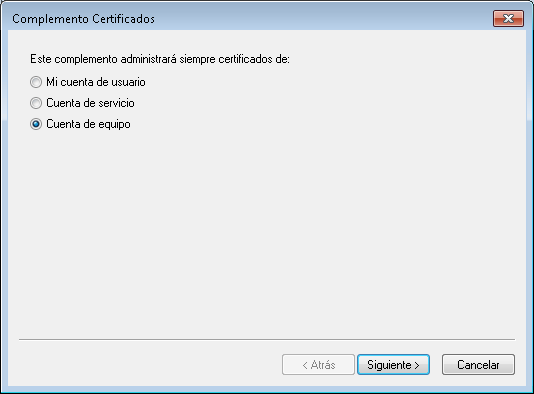 Complemento Certificados
Este complemento administrará siempre certificados de:
Mi cuenta de usuario
Cuenta de servicio
Cuenta de equipo
< Atrás Siguiente > Cancelar